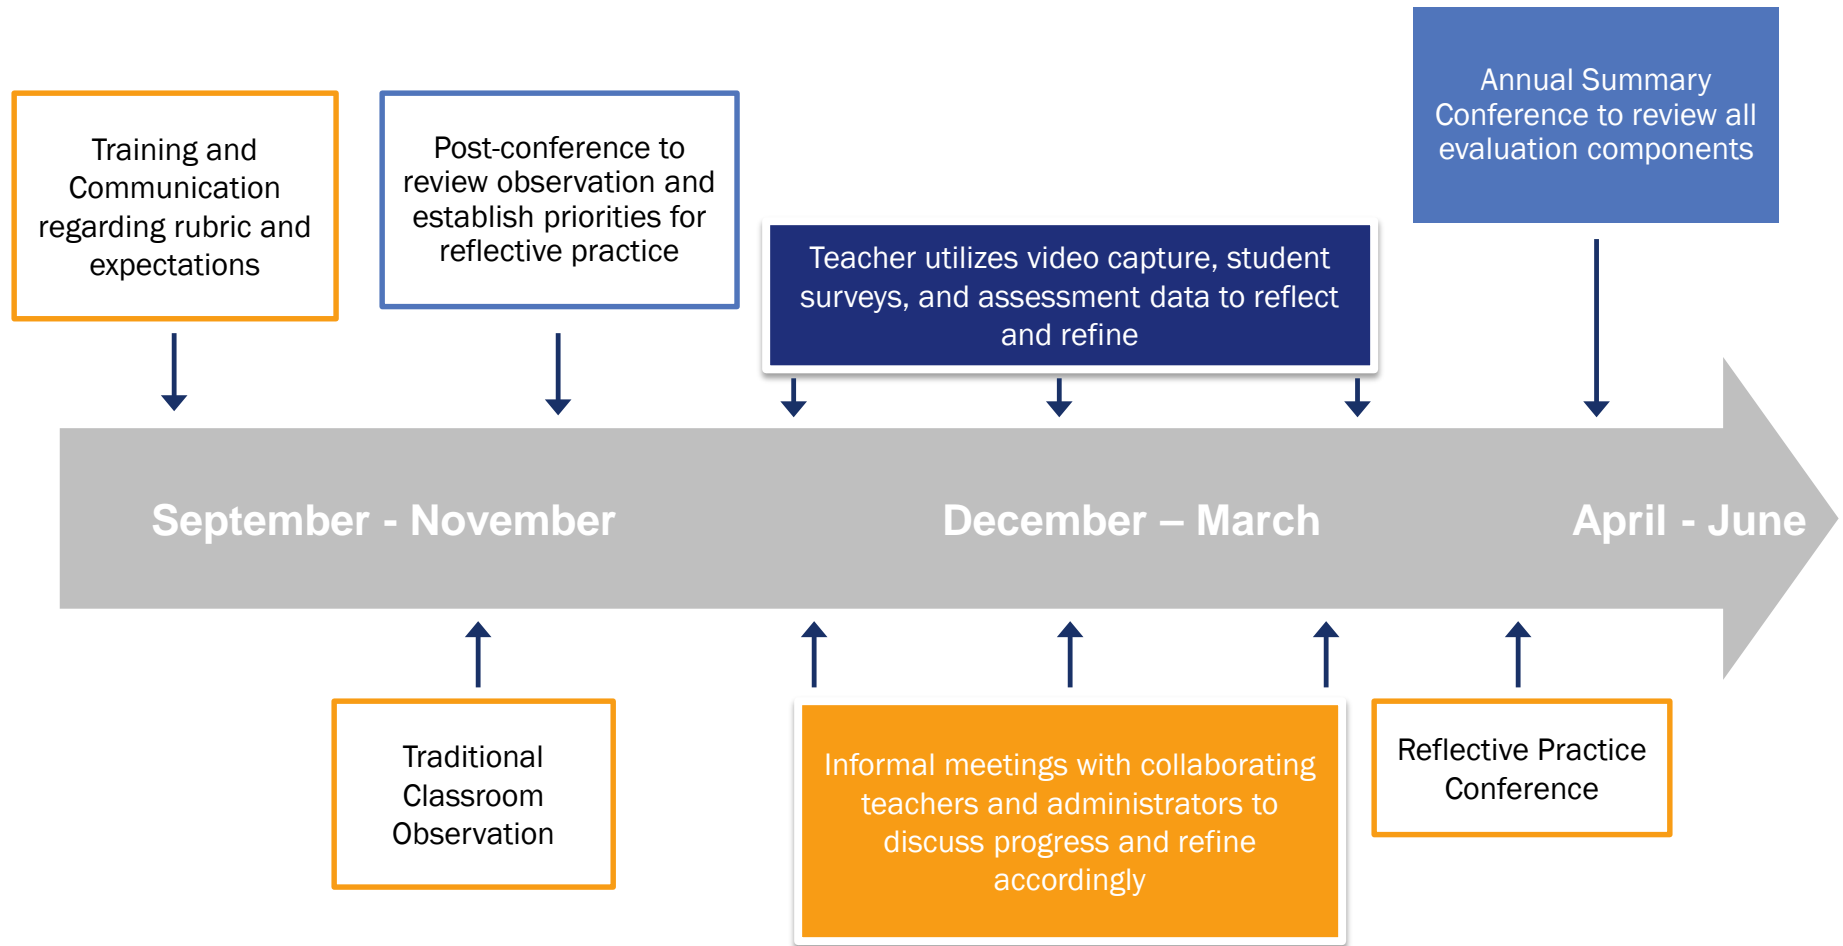 Training and
Communication
regarding rubric and
expectations
Post-conference to
review observation and
establish priorities for
reflective practice
Teacher utilizes video capture, student
surveys, and assessment data to reflect
and refine
Annual Summary
Conference to review all
evaluation components
September - November
December – March
April - June
Traditional
Classroom
Observation
Informal meetings with collaborating
teachers and administrators to
discuss progress and refine
accordingly
Reflective Practice
Conference